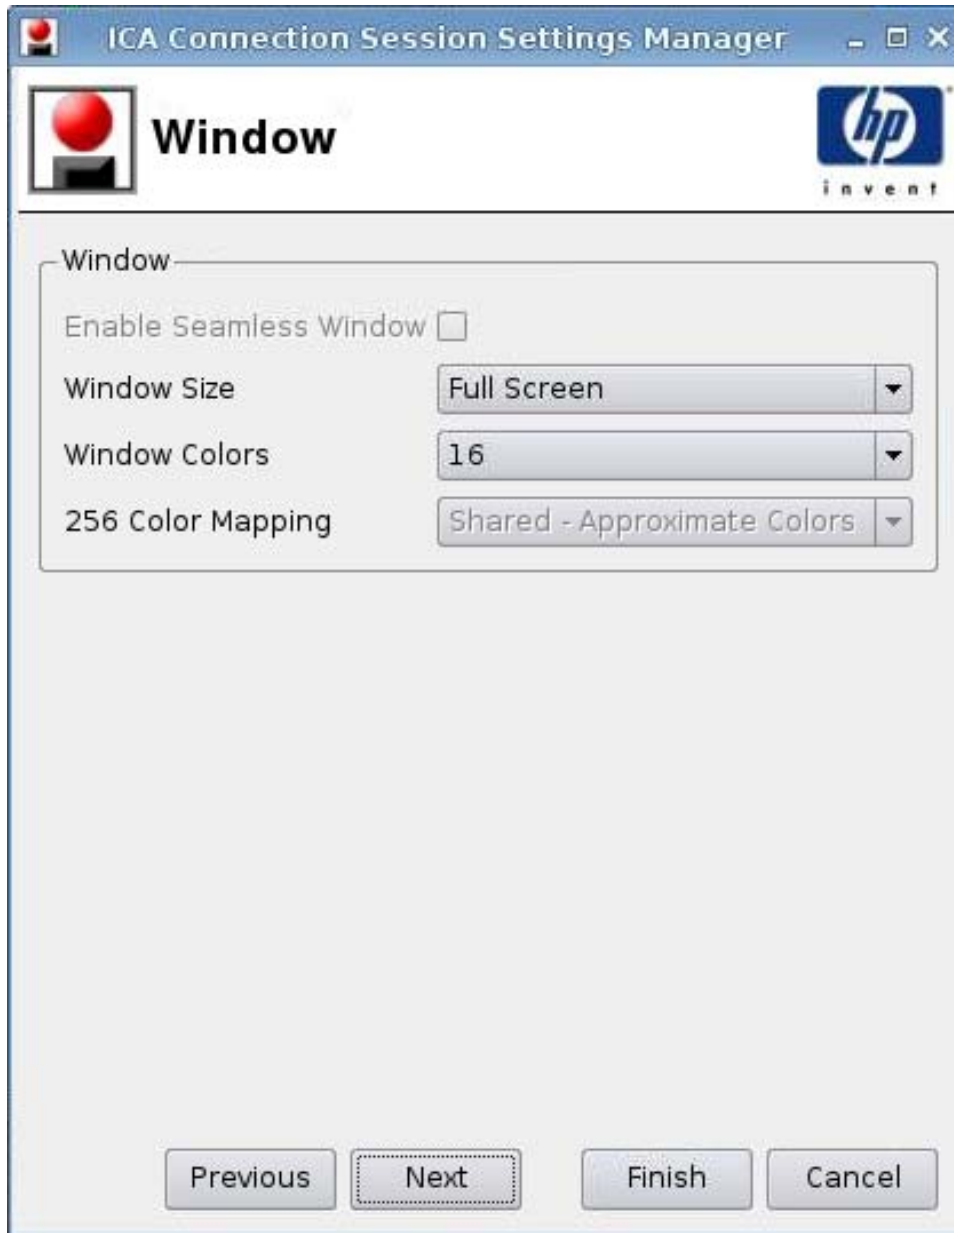 ICA Connection Session Settings Manager
Window
hp
invent
Window
Enable Seamless Window
Window Size Full Screen
Window Colors 16
256 Color Mapping Shared - Approximate Colors
Previous Next Finish Cancel